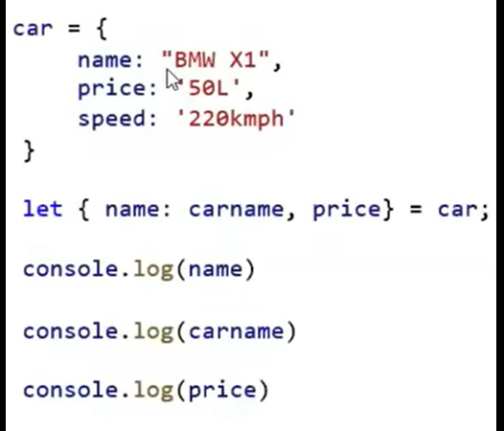 car = {
name: "BMW X1",
price: '50L',
speed: '220kmph'
}
let { name: carname, price} = car;
console.log(name)
console.log(carname)
console.log(price)